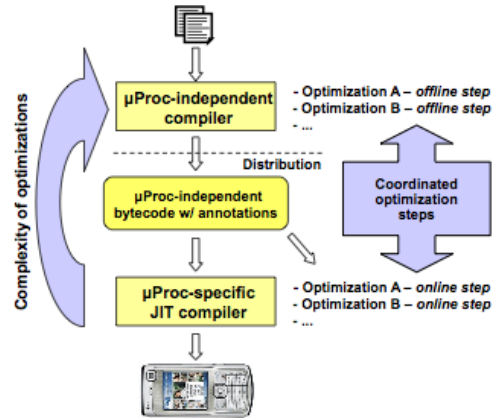 µProc-independent
compiler
- Optimization A – offline step
- Optimization B – offline step
- ...
Distribution
µProc-independent
bytecode w/ annotations
Coordinated
optimization
steps
µProc-specific
JIT compiler
- Optimization A – online step
- Optimization B – online step
- ...
Complexity of optimizations